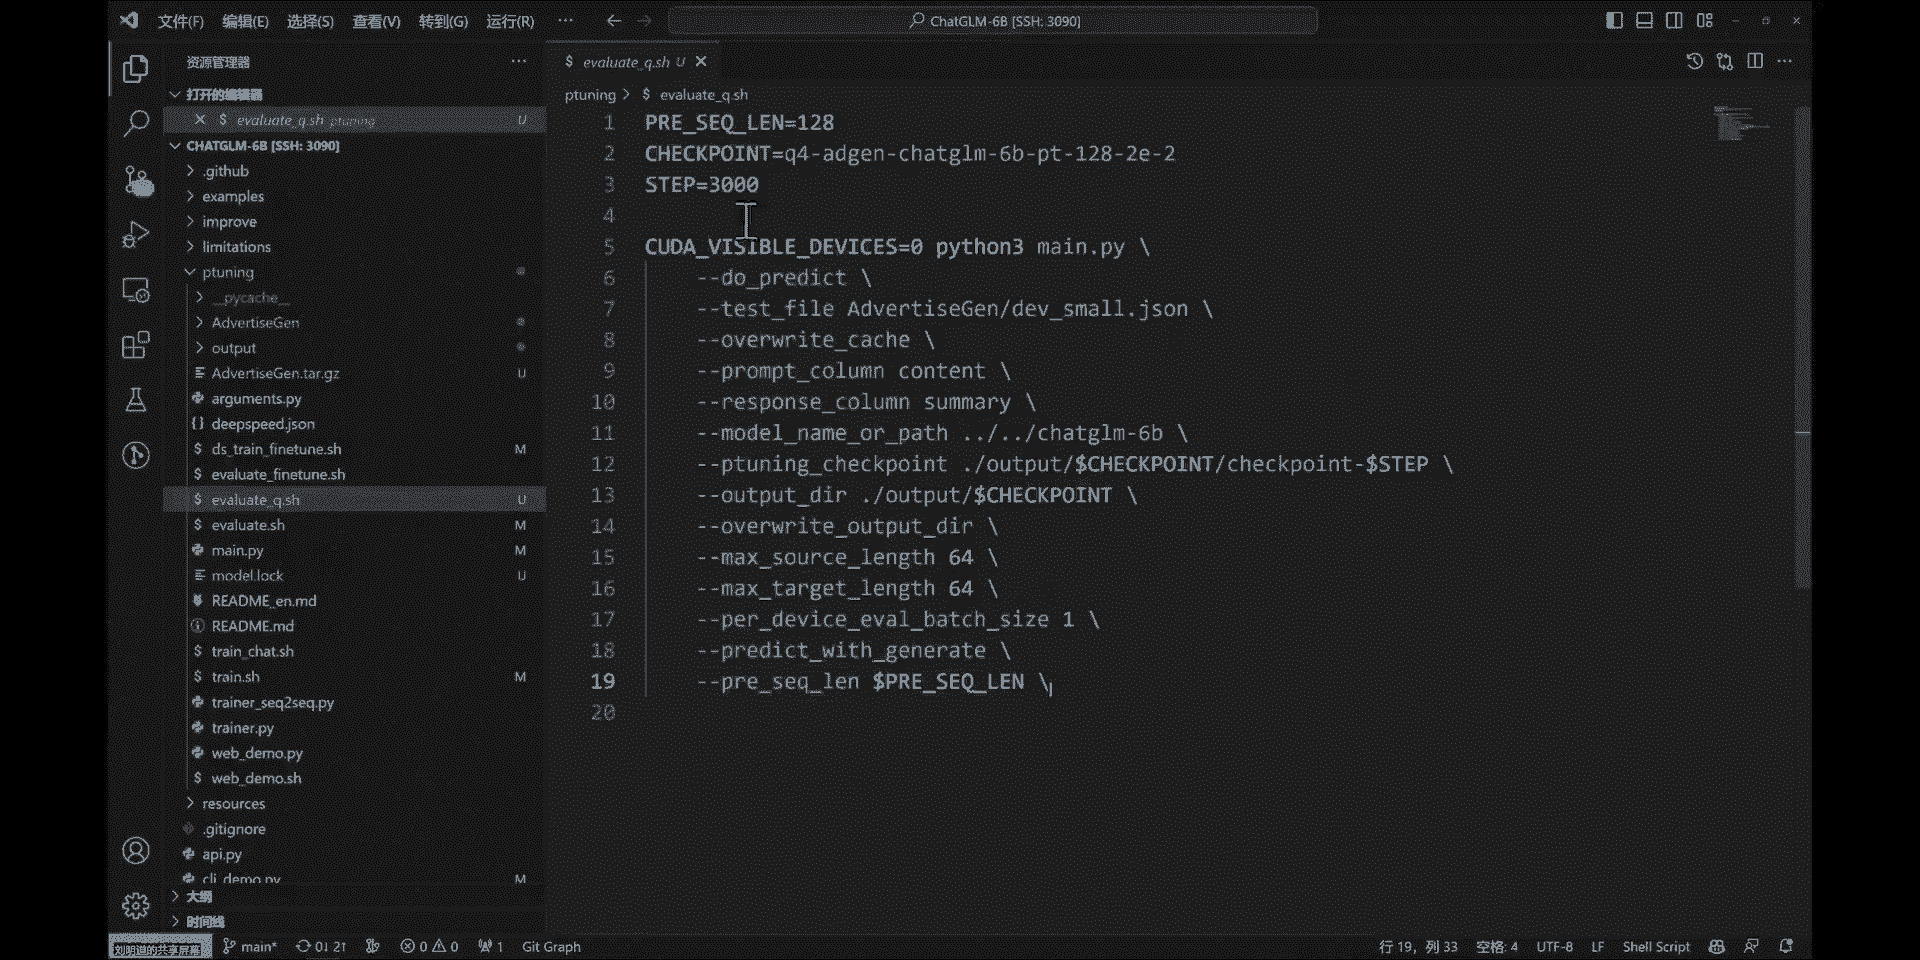 文件(F) 编辑(E) 选择(S) 查看(V) 转到(G) 运行(R) ··· ChatGLM-6B [SSH: 3090]
资源管理器 ···
打开的编辑器
evaluate_q.sh ptuning U
CHATGLM-6B [SSH: 3090]
.github
examples
improve
limitations
ptuning
__pycache__
AdvertiseGen
output
AdvertiseGen.tar.gz U
arguments.py
{} deepspeed.json
$ ds_train_finetune.sh M
$ evaluate_finetune.sh
$ evaluate_q.sh U
$ evaluate.sh M
main.py M
model.lock U
README_en.md
README.md
$ train_chat.sh
$ train.sh M
trainer_seq2seq.py
trainer.py
web_demo.py
$ web_demo.sh
resources
.gitignore
api.py
cli_demo.py M
大纲
时间线
$ evaluate_q.sh U
ptuning > $ evaluate_q.sh
1 PRE_SEQ_LEN=128
2 CHECKPOINT=q4-adgen-chatglm-6b-pt-128-2e-2
3 STEP=3000
4
5 CUDA_VISIBLE_DEVICES=0 python3 main.py \
6 --do_predict \
7 --test_file AdvertiseGen/dev_small.json \
8 --overwrite_cache \
9 --prompt_column content \
10 --response_column summary \
11 --model_name_or_path ../../chatglm-6b \
12 --ptuning_checkpoint ./output/$CHECKPOINT/checkpoint-$STEP \
13 --output_dir ./output/$CHECKPOINT \
14 --overwrite_output_dir \
15 --max_source_length 64 \
16 --max_target_length 64 \
17 --per_device_eval_batch_size 1 \
18 --predict_with_generate \
19 --pre_seq_len $PRE_SEQ_LEN \
20
刘明道的共享屏幕 main* 0↓ 2↑ 0 0 1 Git Graph 行 19, 列 33 空格: 4 UTF-8 LF Shell Script